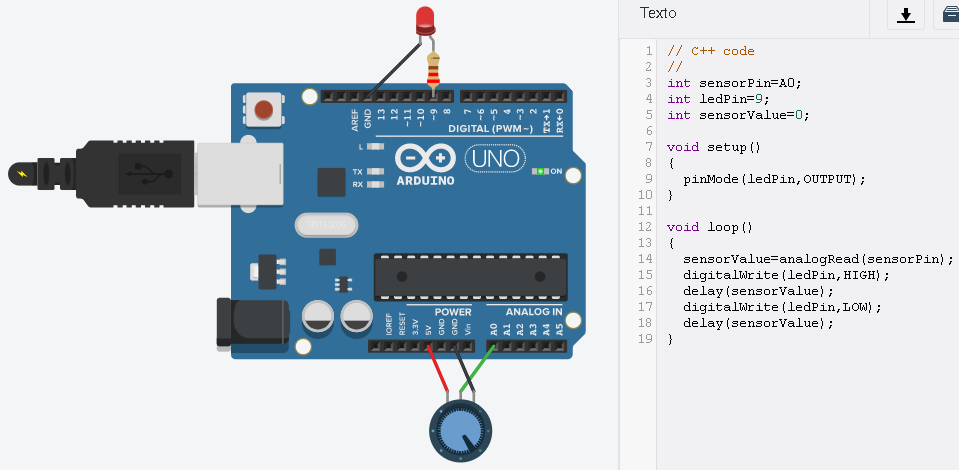 Texto
1 // C++ code
2 //
3 int sensorPin=A0;
4 int ledPin=9;
5 int sensorValue=0;
6
7 void setup()
8 {
9 pinMode(ledPin,OUTPUT);
10 }
11
12 void loop()
13 {
14 sensorValue=analogRead(sensorPin);
15 digitalWrite(ledPin,HIGH);
16 delay(sensorValue);
17 digitalWrite(ledPin,LOW);
18 delay(sensorValue);
19 }
AREF GND 13 12 ~11 ~10 ~9 8 7 ~6 ~5 4 ~3 2 TX→1 RX←0
DIGITAL (PWM~)
L
TX
RX
ARDUINO
UNO
ON
POWER
ANALOG IN
IOREF RESET 3.3V 5V GND GND Vin A0 A1 A2 A3 A4 A5